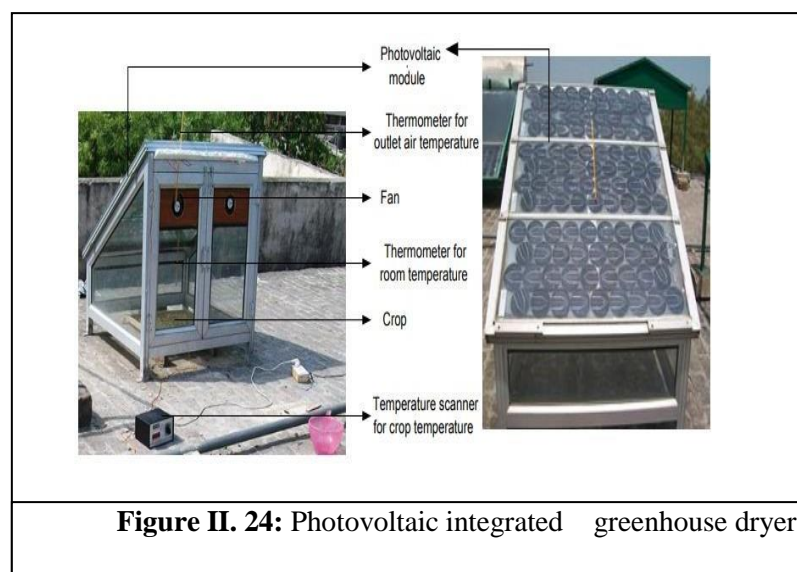 Photovoltaic
module
Thermometer for
outlet air temperature
Fan
Thermometer for
room temperature
Crop
Temperature scanner
for crop temperature
Figure II. 24: Photovoltaic integrated greenhouse dryer